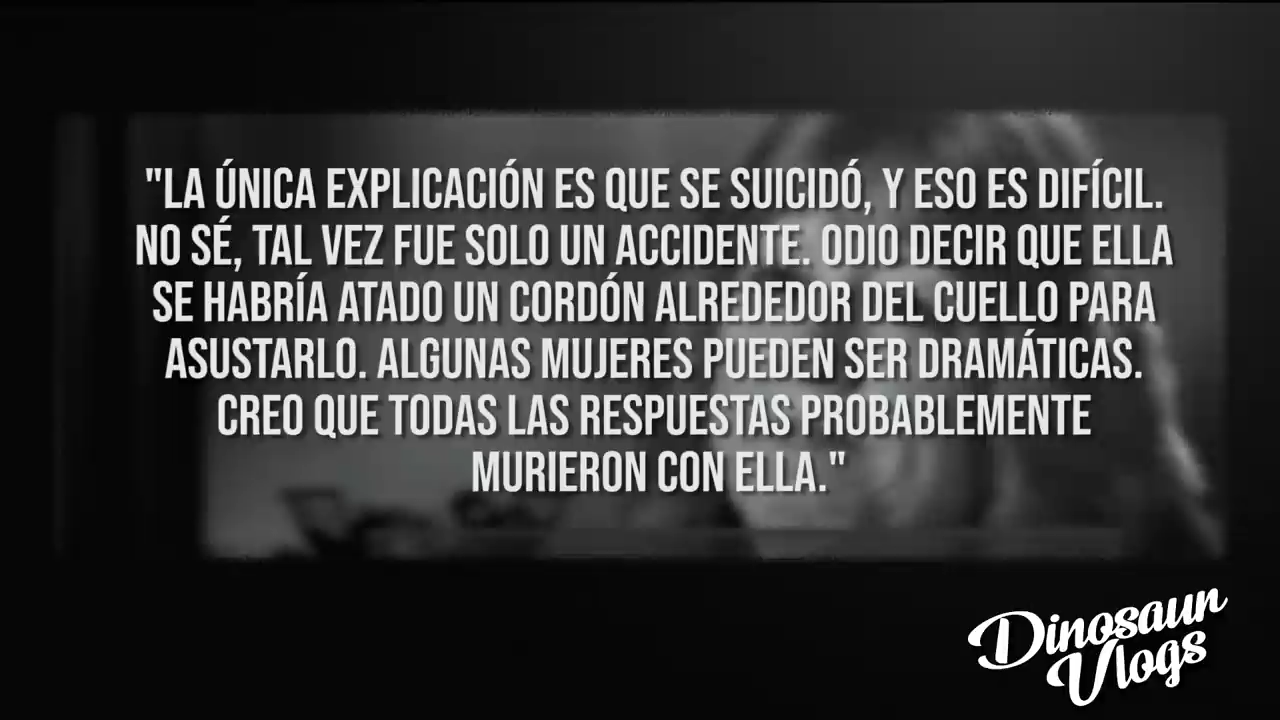 "LA ÚNICA EXPLICACIÓN ES QUE SE SUICIDÓ, Y ESO ES DIFÍCIL.
NO SÉ, TAL VEZ FUE SOLO UN ACCIDENTE. ODIO DECIR QUE ELLA
SE HABRÍA ATADO UN CORDÓN ALREDEDOR DEL CUELLO PARA
ASUSTARLO. ALGUNAS MUJERES PUEDEN SER DRAMÁTICAS.
CREO QUE TODAS LAS RESPUESTAS PROBABLEMENTE
MURIERON CON ELLA."
Dinosaur
Vlogs